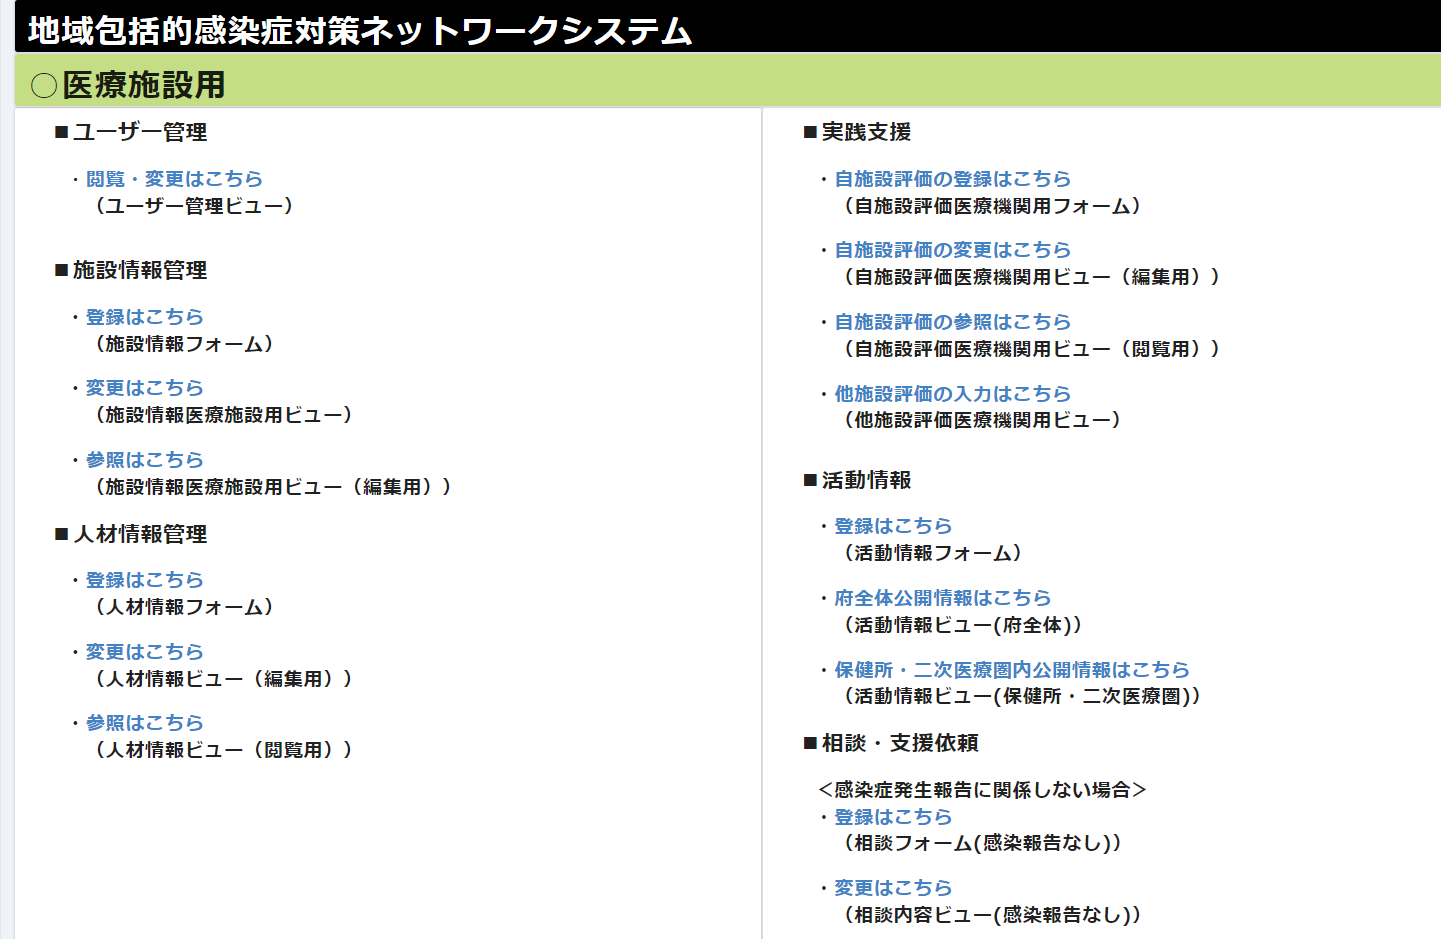 地域包括的感染症対策ネットワークシステム
○医療施設用
■ユーザー管理
・閲覧・変更はこちら
（ユーザー管理ビュー）
■施設情報管理
・登録はこちら
（施設情報フォーム）
・変更はこちら
（施設情報医療施設用ビュー）
・参照はこちら
（施設情報医療施設用ビュー（編集用））
■人材情報管理
・登録はこちら
（人材情報フォーム）
・変更はこちら
（人材情報ビュー（編集用））
・参照はこちら
（人材情報ビュー（閲覧用））
■実践支援
・自施設評価の登録はこちら
（自施設評価医療機関用フォーム）
・自施設評価の変更はこちら
（自施設評価医療機関用ビュー（編集用））
・自施設評価の参照はこちら
（自施設評価医療機関用ビュー（閲覧用））
・他施設評価の入力はこちら
（他施設評価医療機関用ビュー）
■活動情報
・登録はこちら
（活動情報フォーム）
・府全体公開情報はこちら
（活動情報ビュー(府全体)）
・保健所・二次医療圏内公開情報はこちら
（活動情報ビュー(保健所・二次医療圏)）
■相談・支援依頼
＜感染症発生報告に関係しない場合＞
・登録はこちら
（相談フォーム(感染報告なし)）
・変更はこちら
（相談内容ビュー(感染報告なし)）